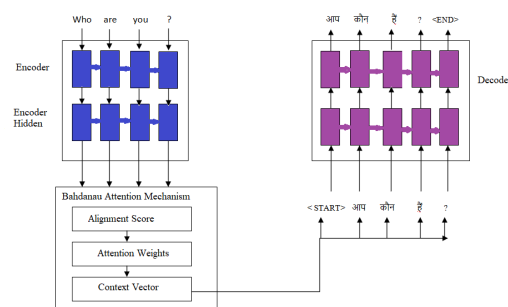 Who are you ?
Encoder
Encoder
Hidden
Bahdanau Attention Mechanism
Alignment Score
Attention Weights
Context Vector
आप कौन हैं ? <END>
Decode
<START> आप कौन हैं ?